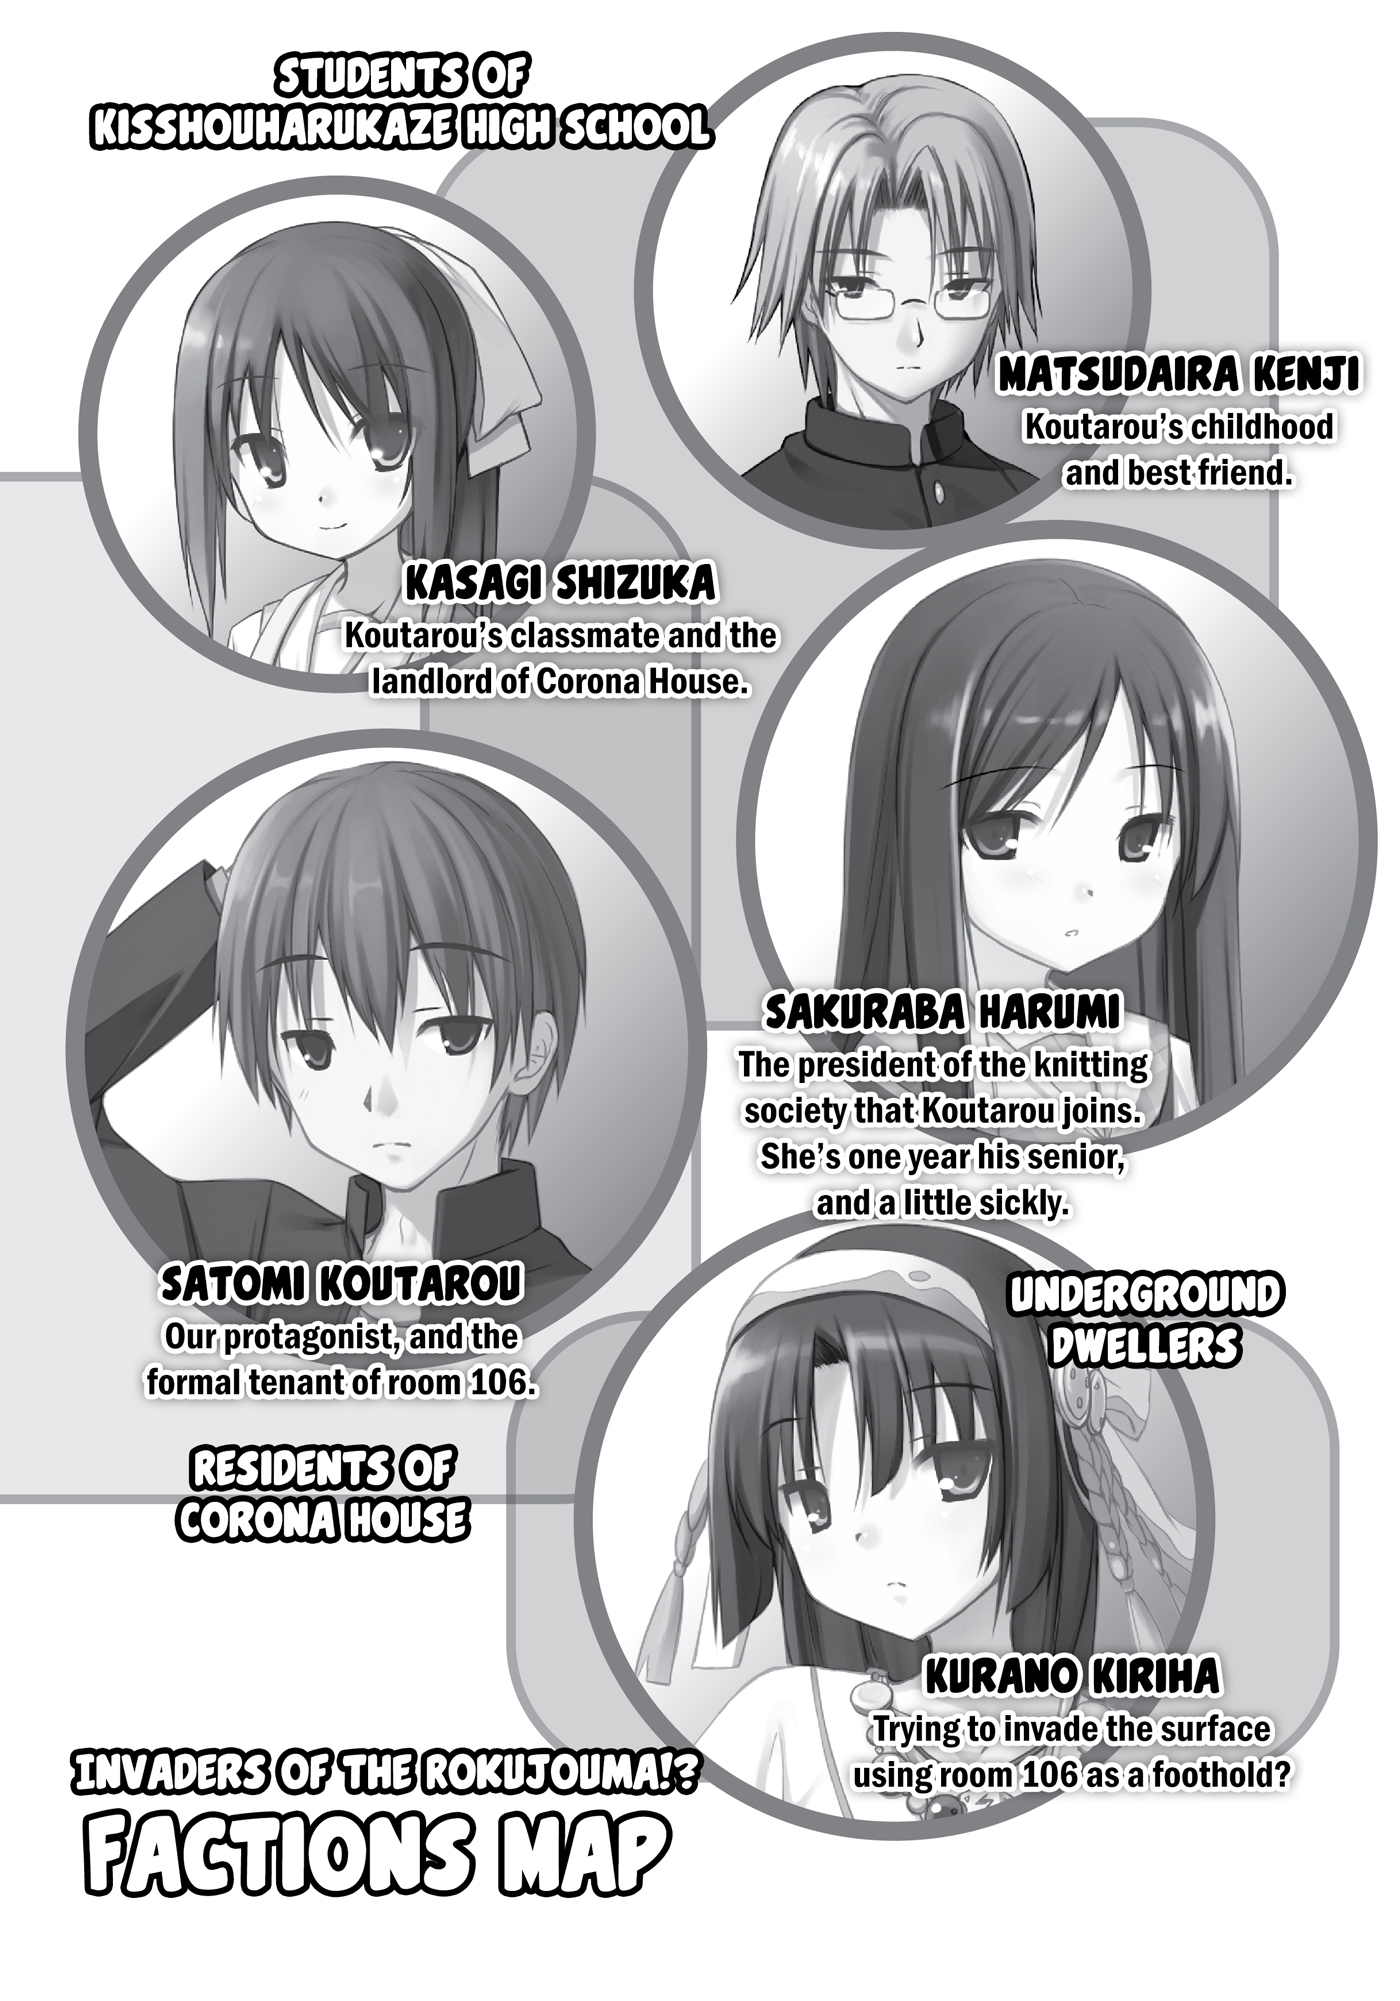 STUDENTS OF
KISSHOUHARUKAZE HIGH SCHOOL
MATSUDAIRA KENJI
Koutarou's childhood
and best friend.
KASAGI SHIZUKA
Koutarou's classmate and the
landlord of Corona House.
SAKURABA HARUMI
The president of the knitting
society that Koutarou joins.
She's one year his senior,
and a little sickly.
SATOMI KOUTAROU
Our protagonist, and the
formal tenant of room 106.
RESIDENTS OF
CORONA HOUSE
UNDERGROUND
DWELLERS
KURANO KIRIHA
Trying to invade the surface
using room 106 as a foothold?
INVADERS OF THE ROKUJOUMA!?
FACTIONS MAP